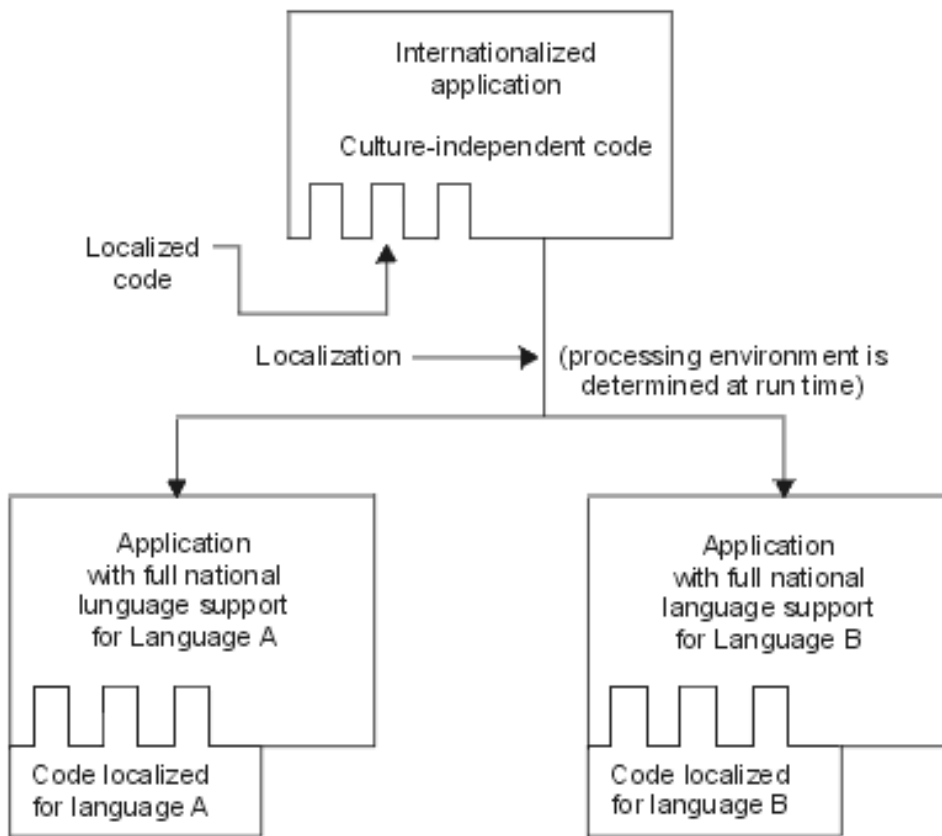 Internationalized
application
Culture-independent code
Localized
code
Localization
(processing environment is
determined at run time)
Application
with full national
lunguage support
for Language A
Code localized
for language A
Application
with full national
language support
for Language B
Code localized
for language B